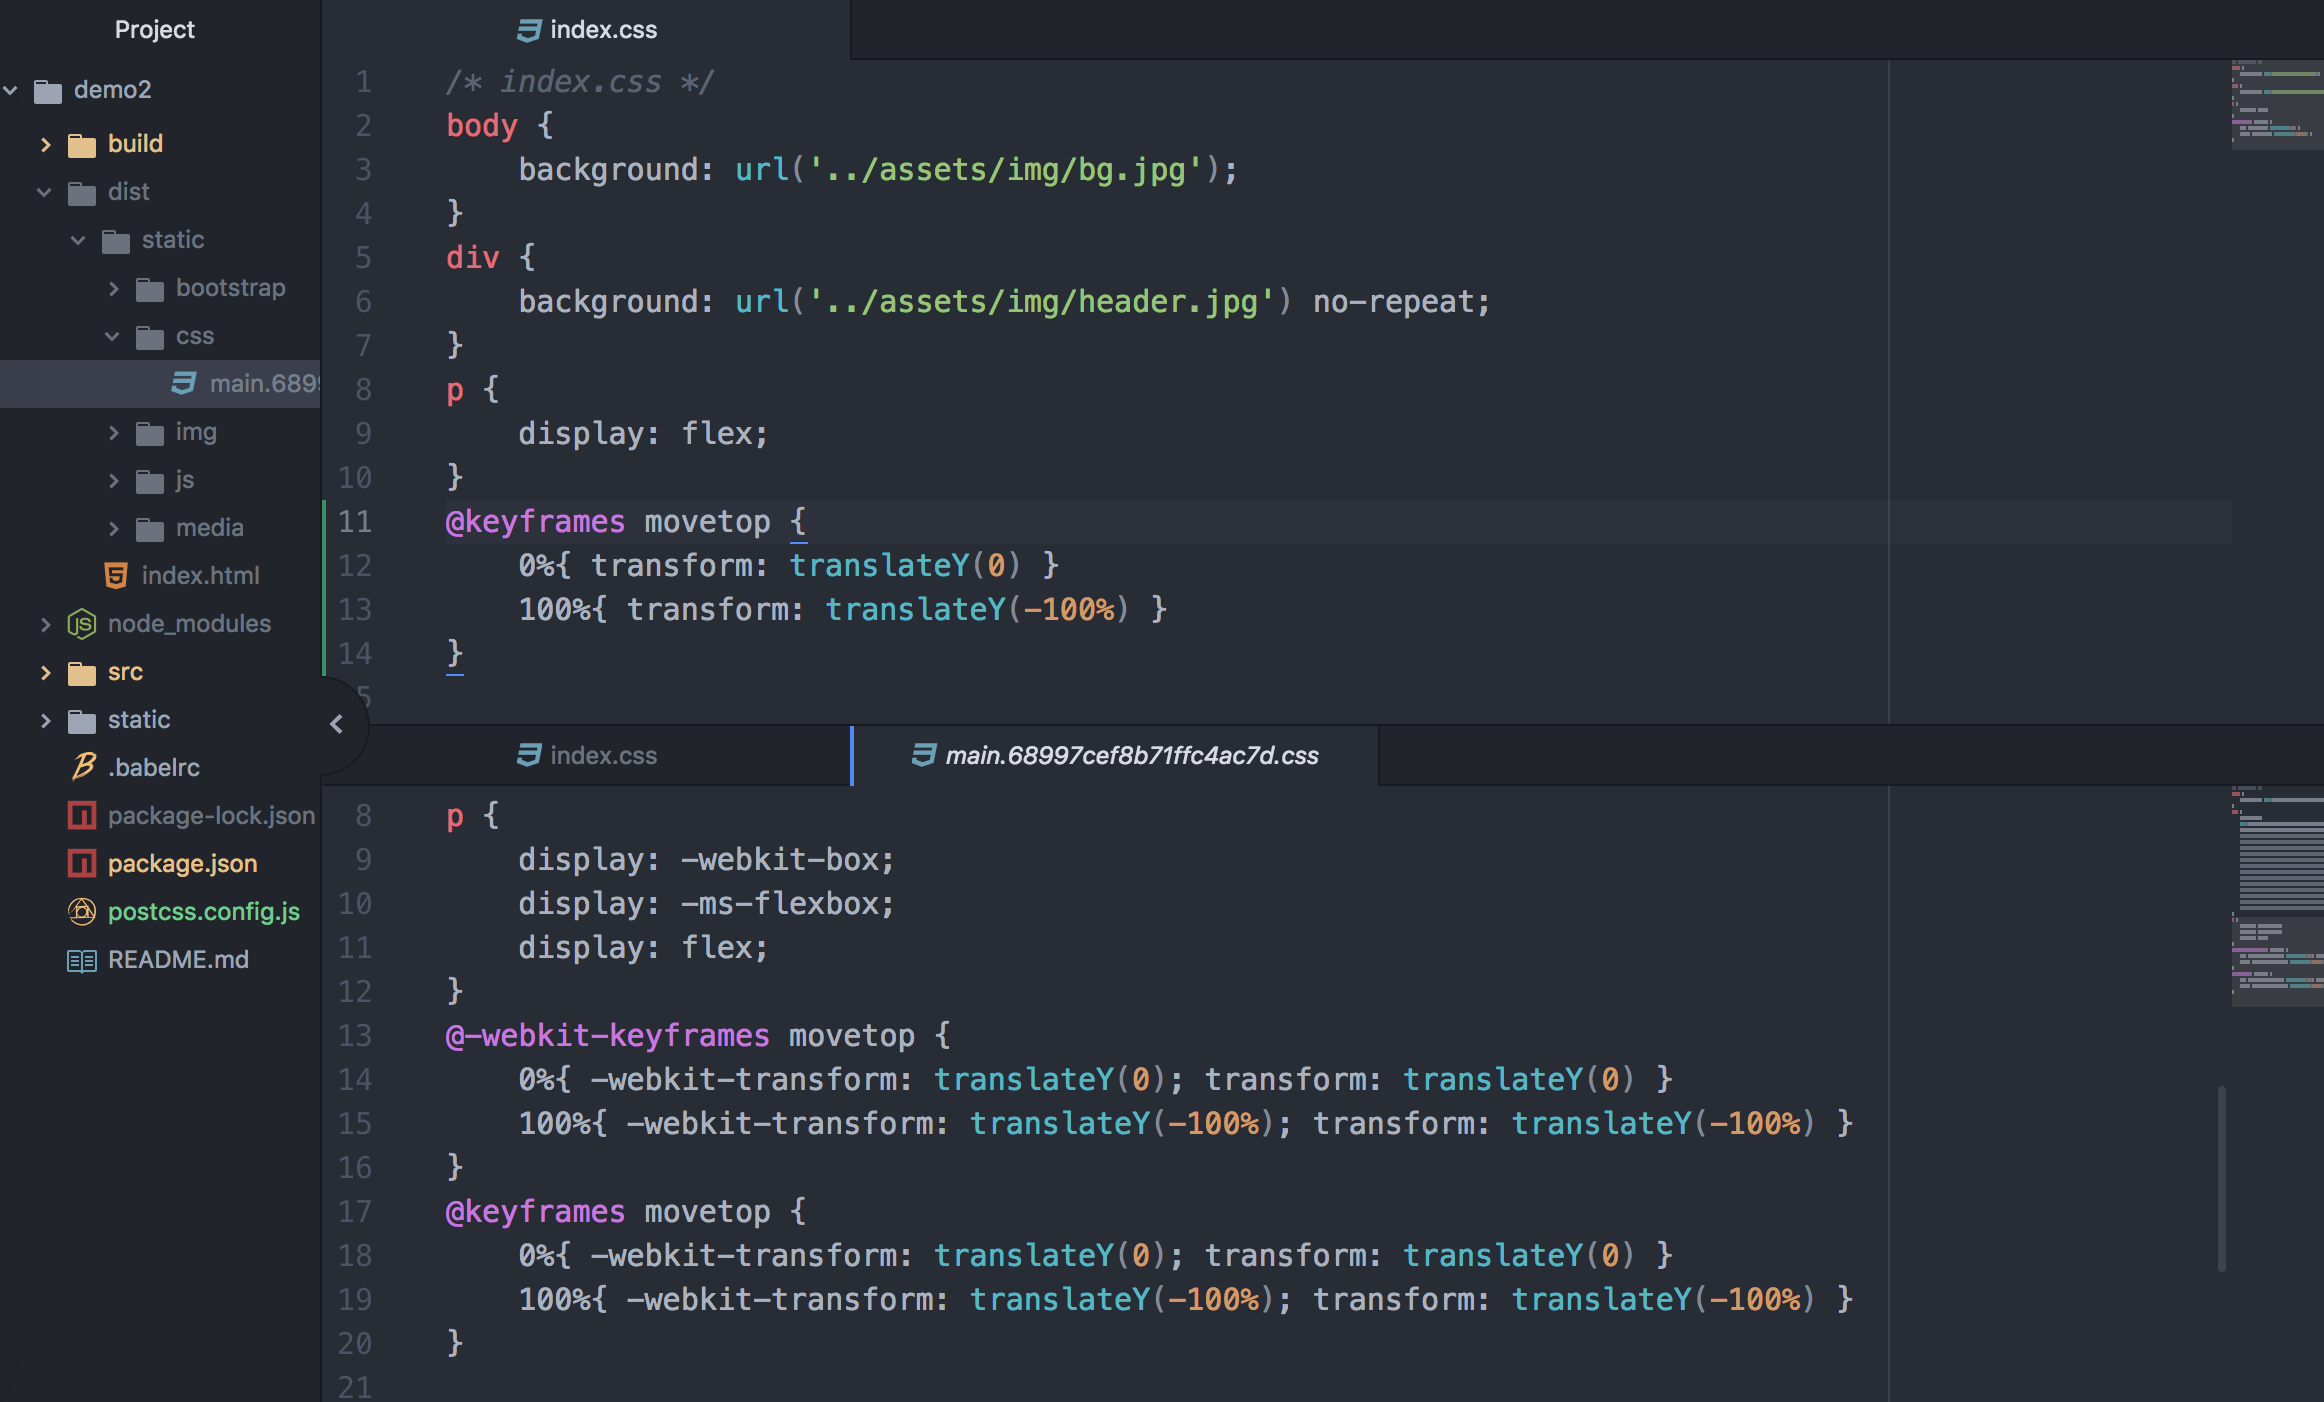 Project
demo2
build
dist
static
bootstrap
css
main.689
img
js
media
index.html
node_modules
src
static
.babelrc
package-lock.json
package.json
postcss.config.js
README.md
index.css
1 /* index.css */
2 body {
3 background: url('../assets/img/bg.jpg');
4 }
5 div {
6 background: url('../assets/img/header.jpg') no-repeat;
7 }
8 p {
9 display: flex;
10 }
11 @keyframes movetop {
12 0%{ transform: translateY(0) }
13 100%{ transform: translateY(-100%) }
14 }
5
index.css
main.68997cef8b71ffc4ac7d.css
8 p {
9 display: -webkit-box;
10 display: -ms-flexbox;
11 display: flex;
12 }
13 @-webkit-keyframes movetop {
14 0%{ -webkit-transform: translateY(0); transform: translateY(0) }
15 100%{ -webkit-transform: translateY(-100%); transform: translateY(-100%) }
16 }
17 @keyframes movetop {
18 0%{ -webkit-transform: translateY(0); transform: translateY(0) }
19 100%{ -webkit-transform: translateY(-100%); transform: translateY(-100%) }
20 }
21